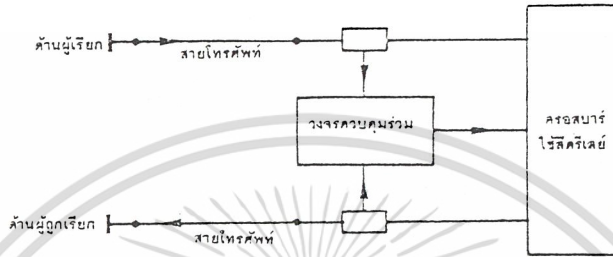 ด้านผู้เรียก
สายโทรศัพท์
วงจรควบคุมร่วม
ครอสบาร์
ใช้รีดรีเลย์
ด้านผู้ถูกเรียก
สายโทรศัพท์